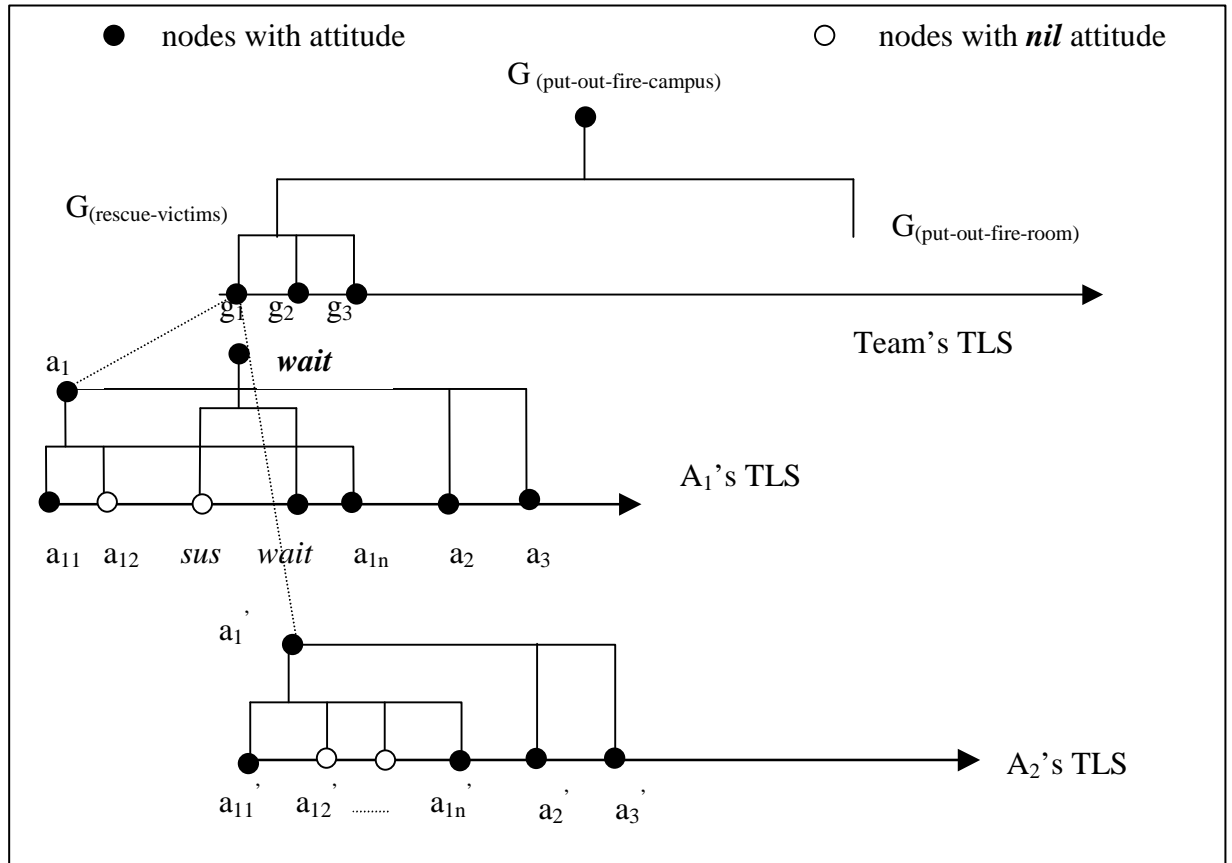 nodes with attitude nodes with nil attitude
G (put-out-fire-campus)
G(rescue-victims)
G(put-out-fire-room)
g1 g2 g3
Team's TLS
a1 wait
A1's TLS
a11 a12 sus wait a1n a2 a3
a1'
A2's TLS
a11' a12' .......... a1n' a2' a3'